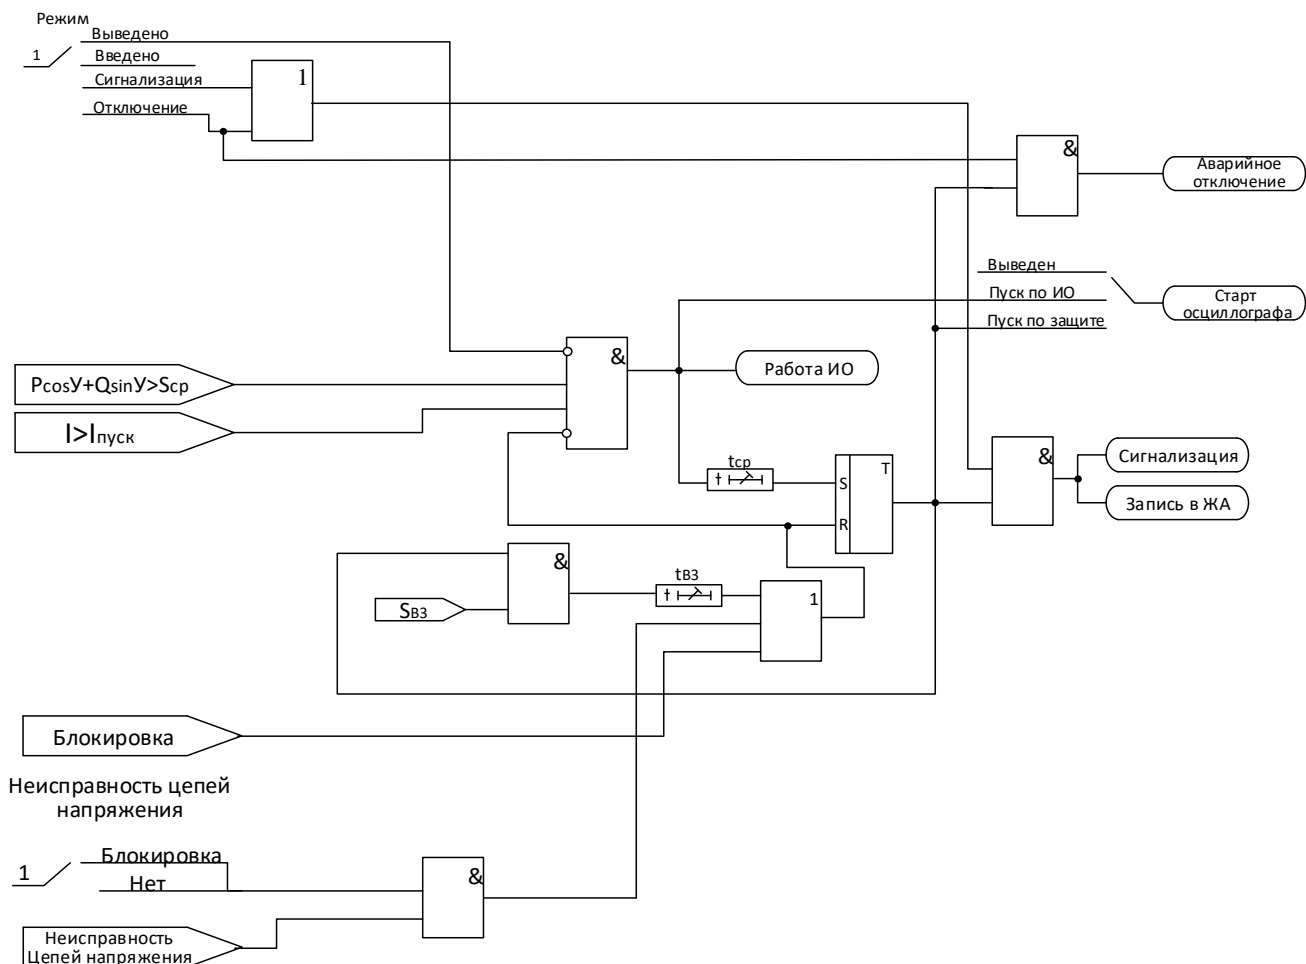 Режим
Выведено
1
Введено
Сигнализация
1
Отключение
&
Аварийное
отключение
Выведен
Пуск по ИО
Старт
осциллографа
Пуск по защите
&
Работа ИО
PcosУ+QsinУ>Sср
I>Iпуск
tср
t
S
T
R
&
Сигнализация
Запись в ЖА
&
tвз
t
1
Sвз
Блокировка
Неисправность цепей
напряжения
1
Блокировка
Нет
&
Неисправность
Цепей напряжения